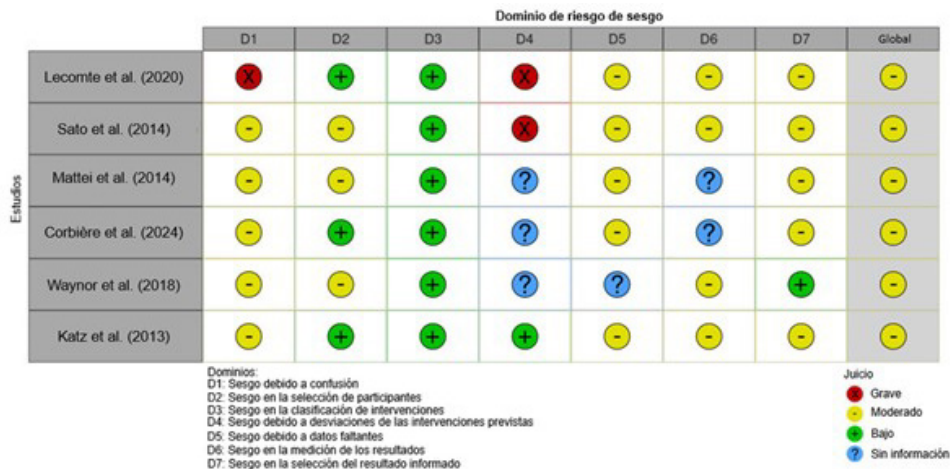 Dominio de riesgo de sesgo
D1 D2 D3 D4 D5 D6 D7 Global
Estudios
Lecomte et al. (2020) X + + X - - - -
Sato et al. (2014) - - + X - - - -
Mattei et al. (2014) - - + ? - ? - -
Corbière et al. (2024) - + + ? - ? - -
Waynor et al. (2018) - - + ? ? - + -
Katz et al. (2013) - + + + - - - -
Dominios:
D1: Sesgo debido a confusión
D2: Sesgo en la selección de participantes
D3: Sesgo en la clasificación de intervenciones
D4: Sesgo debido a desviaciones de las intervenciones previstas
D5: Sesgo debido a datos faltantes
D6: Sesgo en la medición de los resultados
D7: Sesgo en la selección del resultado informado
Juicio
X Grave
- Moderado
+ Bajo
? Sin información